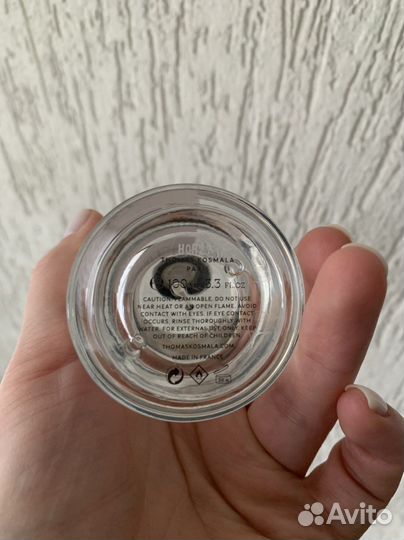 THOMAS KOSMALA
PA
100 3.3 FL.OZ
CAUTION: FLAMMABLE. DO NOT USE
NEAR HEAT OR AN OPEN FLAME. AVOID
CONTACT WITH EYES. IF EYE CONTACT
OCCURS, RINSE THOROUGHLY WITH
WATER. FOR EXTERNAL USE ONLY. KEEP
OUT OF REACH OF CHILDREN.
THOMASKOSMALA.COM
MADE IN FRANCE
Avito